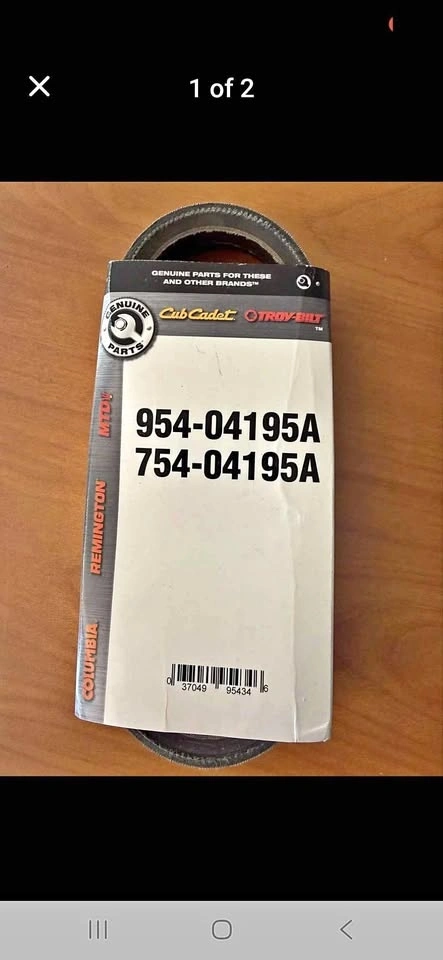 1 of 2
GENUINE PARTS FOR THESE
AND OTHER BRANDS™
GENUINE
PARTS
Cub Cadet
TROY-BILT
™
954-04195A
754-04195A
MTD
REMINGTON
COLUMBIA
0 37049 95434 6